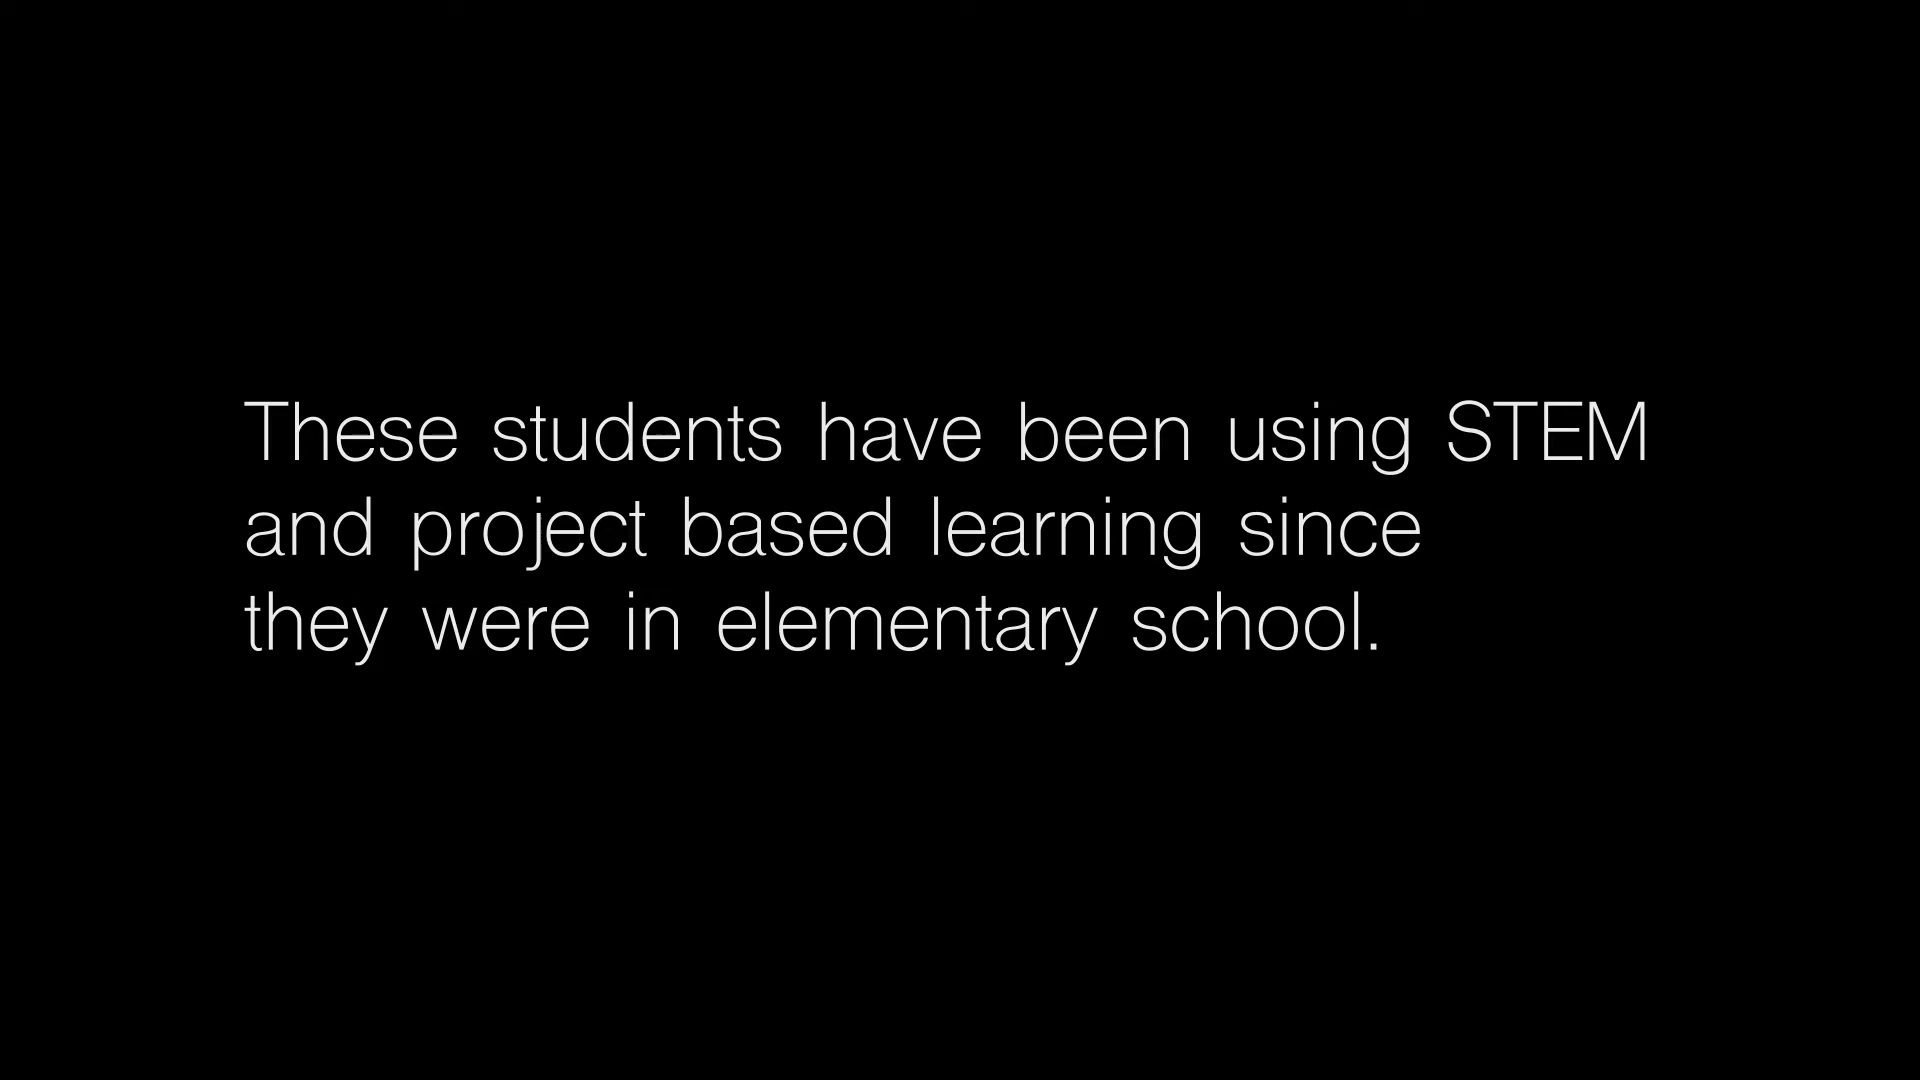 These students have been using STEM
and project based learning since
they were in elementary school.